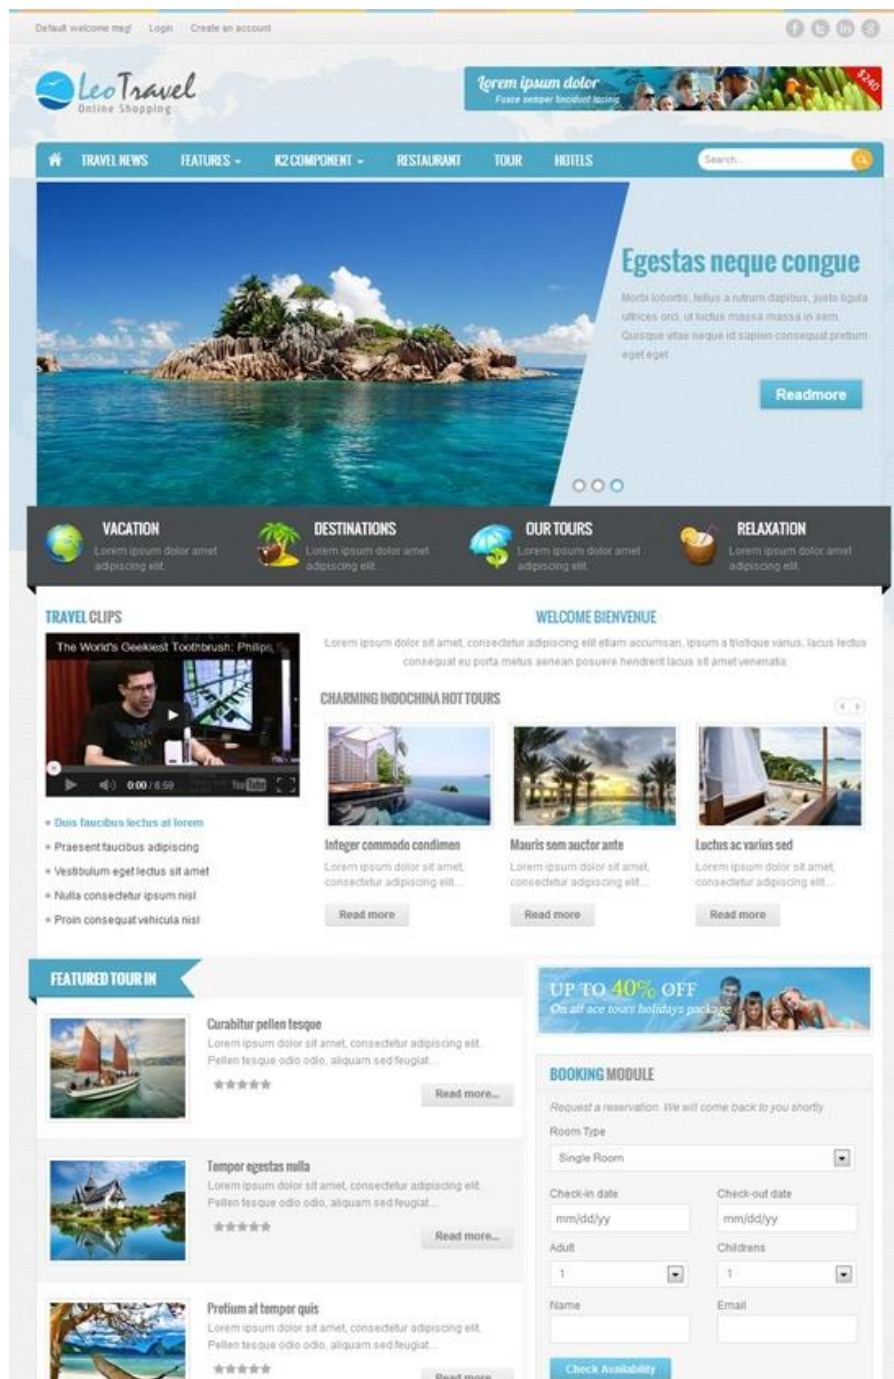 Default welcome msg! Login Create an account
LeoTravel
Online Shopping
Lorem ipsum dolor
Fusce semper tincidunt lacinia
$240
TRAVEL NEWS FEATURES K2 COMPONENT RESTAURANT TOUR HOTELS
Search...
Egestas neque congue
Morbi lobortis, tellus a rutrum dapibus, justo ligula
ultrices orci, ut luctus massa massa in sem.
Quisque vitae neque id sapien consequat pretium
eget eget
Readmore
VACATION
Lorem ipsum dolor amet
adipiscing elit.
DESTINATIONS
Lorem ipsum dolor amet
adipiscing elit.
OUR TOURS
Lorem ipsum dolor amet
adipiscing elit.
RELAXATION
Lorem ipsum dolor amet
adipiscing elit.
TRAVEL CLIPS
The World's Geekiest Toothbrush: Philips
0:00 / 6:59 YouTube
Duis faucibus lectus at lorem
Praesent faucibus adipiscing
Vestibulum eget lectus sit amet
Nulla consectetur ipsum nisl
Proin consequat vehicula nisl
WELCOME BIENVENUE
Lorem ipsum dolor sit amet, consectetur adipiscing elit etiam accumsan, ipsum a tristique varius, lacus lectus
consequat eu porta metus aenean posuere hendrerit lacus sit amet venenatis.
CHARMING INDOCHINA HOT TOURS
Integer commodo condimen
Lorem ipsum dolor sit amet,
consectetur adipiscing elit....
Read more
Mauris sem auctor ante
Lorem ipsum dolor sit amet,
consectetur adipiscing elit....
Read more
Luctus ac varius sed
Lorem ipsum dolor sit amet,
consectetur adipiscing elit....
Read more
FEATURED TOUR IN
Curabitur pellen tesque
Lorem ipsum dolor sit amet, consectetur adipiscing elit.
Pellen tesque odio odio, aliquam sed feugiat...
Read more...
Tempor egestas nulla
Lorem ipsum dolor sit amet, consectetur adipiscing elit.
Pellen tesque odio odio, aliquam sed feugiat...
Read more...
Pretium at tempor quis
Lorem ipsum dolor sit amet, consectetur adipiscing elit.
Pellen tesque odio odio, aliquam sed feugiat...
Read more...
UP TO 40% OFF
On all ace tours holidays package
BOOKING MODULE
Request a reservation. We will come back to you shortly
Room Type
Single Room
Check-in date Check-out date
mm/dd/yy mm/dd/yy
Adult Childrens
1 1
Name Email
Check Availability